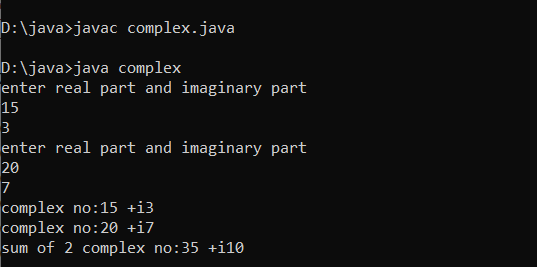 D:\java>javac complex.java
D:\java>java complex
enter real part and imaginary part
15
3
enter real part and imaginary part
20
7
complex no:15 +i3
complex no:20 +i7
sum of 2 complex no:35 +i10